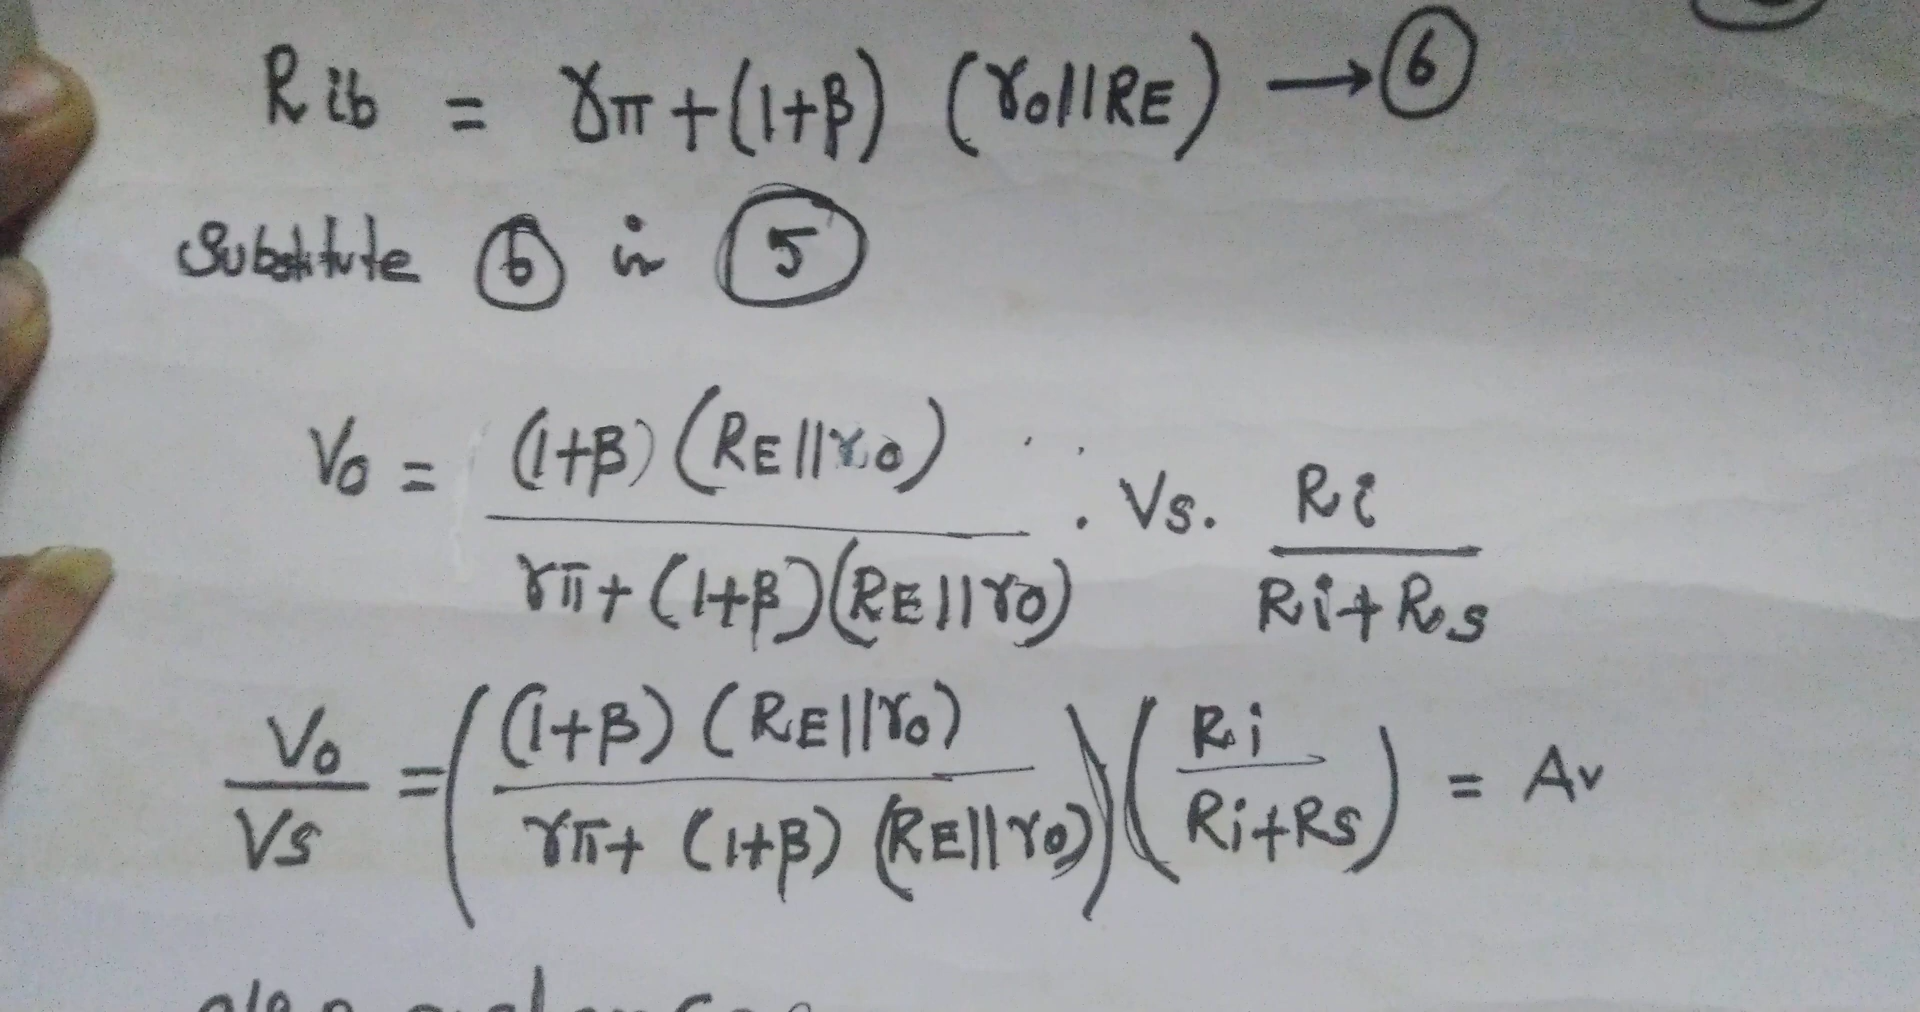 Rib = rπ + (1+β) (ro||RE) → 6
Substitute 6 in 5
Vo = (1+β) (RE||ro) / rπ + (1+β)(RE||ro) . Vs. Ri / Ri+Rs
Vo / Vs = ( (1+β) (RE||ro) / rπ + (1+β) (RE||ro) ) ( Ri / Ri+Rs ) = Av